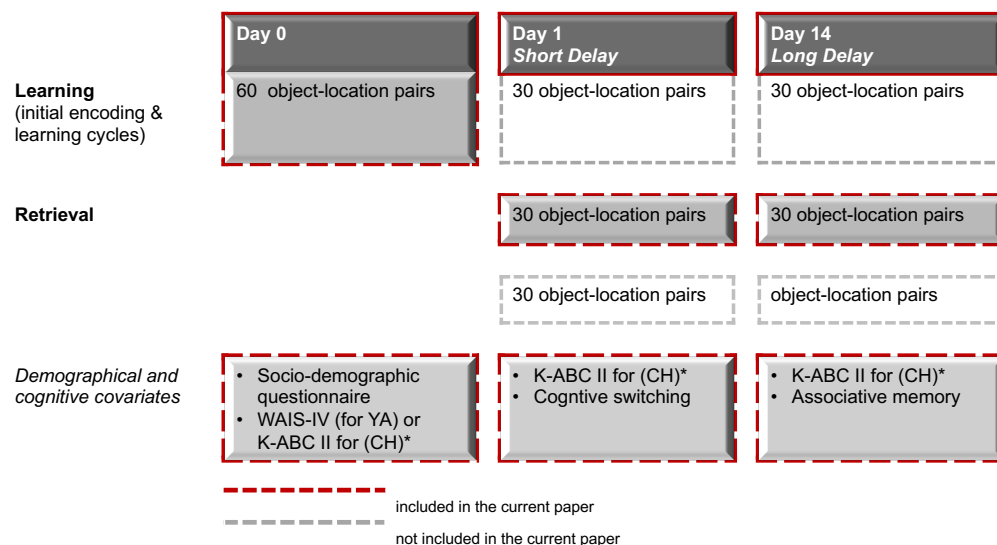 Day 0
Day 1
Short Delay
Day 14
Long Delay
Learning
(initial encoding &
learning cycles)
60 object-location pairs
30 object-location pairs
30 object-location pairs
Retrieval
30 object-location pairs
30 object-location pairs
30 object-location pairs
object-location pairs
Demographical and
cognitive covariates
• Socio-demographic
questionnaire
• WAIS-IV (for YA) or
K-ABC II for (CH)*
• K-ABC II for (CH)*
• Cogntive switching
• K-ABC II for (CH)*
• Associative memory
included in the current paper
not included in the current paper